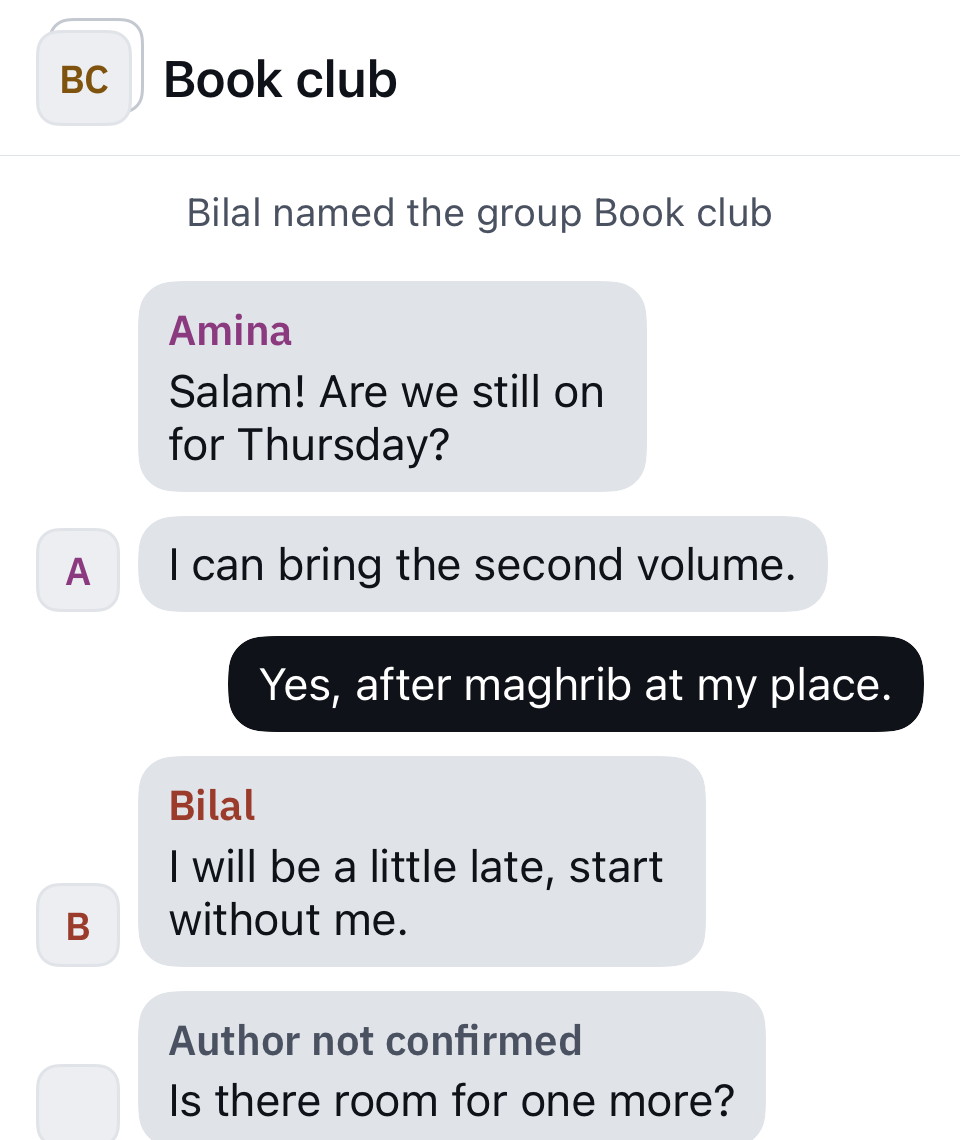 BC
Book club
Bilal named the group Book club
Amina
Salam! Are we still on
for Thursday?
A
I can bring the second volume.
Yes, after maghrib at my place.
Bilal
I will be a little late, start
without me.
B
Author not confirmed
Is there room for one more?